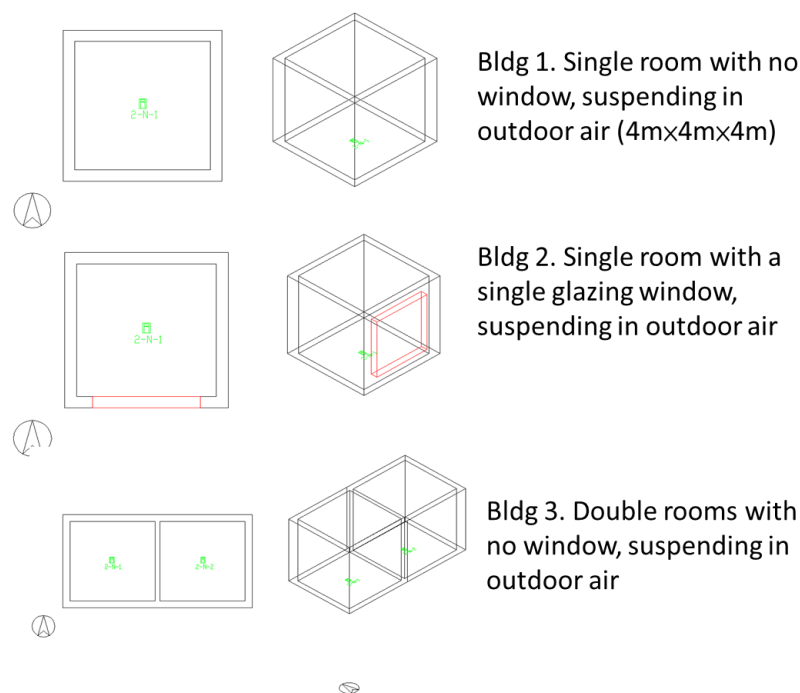 2-N-1
Bldg 1. Single room with no
window, suspending in
outdoor air (4m×4m×4m)
2-N-1
Bldg 2. Single room with a
single glazing window,
suspending in outdoor air
2-N-1
2-N-2
Bldg 3. Double rooms with
no window, suspending in
outdoor air